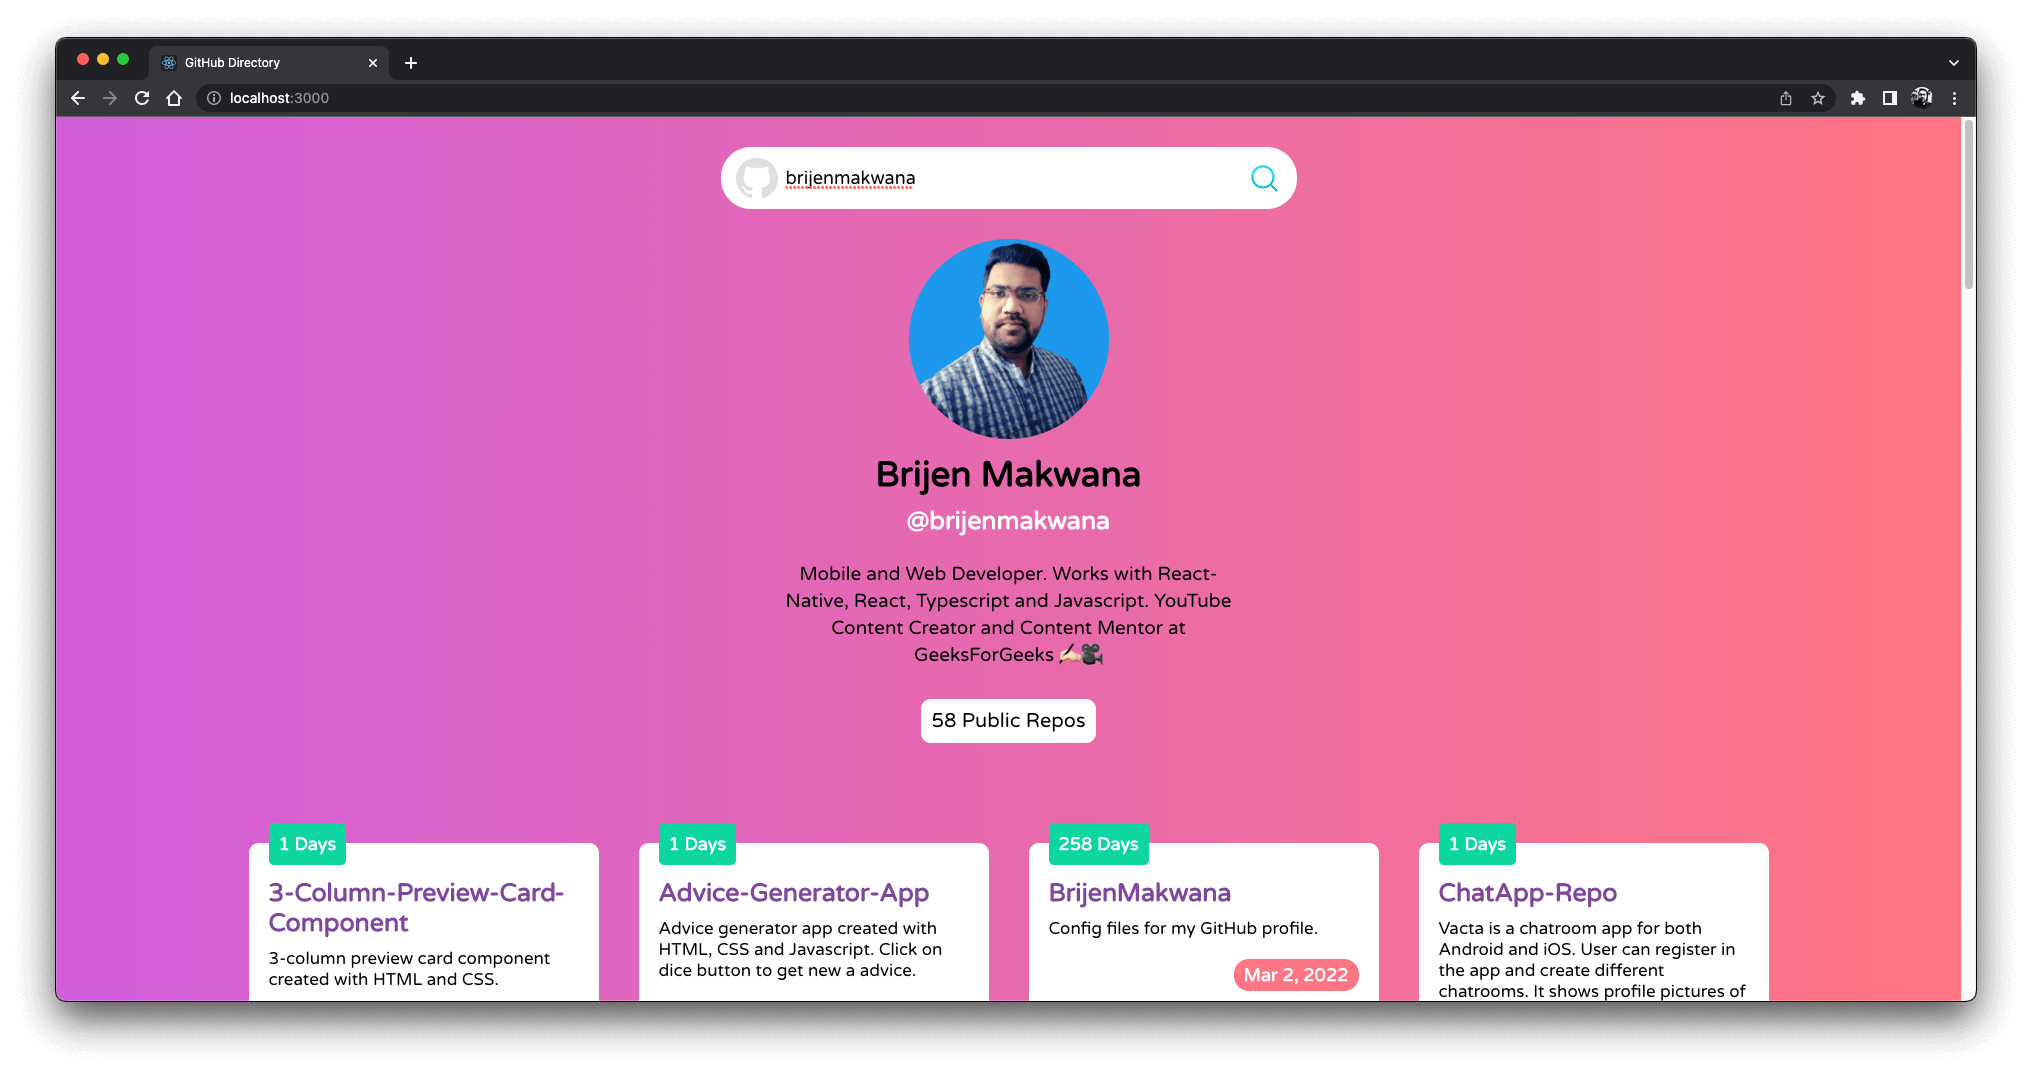 GitHub Directory
localhost:3000
brijenmakwana
Brijen Makwana
@brijenmakwana
Mobile and Web Developer. Works with React-
Native, React, Typescript and Javascript. YouTube
Content Creator and Content Mentor at
GeeksForGeeks ✍🏻🎥
58 Public Repos
1 Days
3-Column-Preview-Card-
Component
3-column preview card component
created with HTML and CSS.
1 Days
Advice-Generator-App
Advice generator app created with
HTML, CSS and Javascript. Click on
dice button to get new a advice.
258 Days
BrijenMakwana
Config files for my GitHub profile.
Mar 2, 2022
1 Days
ChatApp-Repo
Vacta is a chatroom app for both
Android and iOS. User can register in
the app and create different
chatrooms. It shows profile pictures of